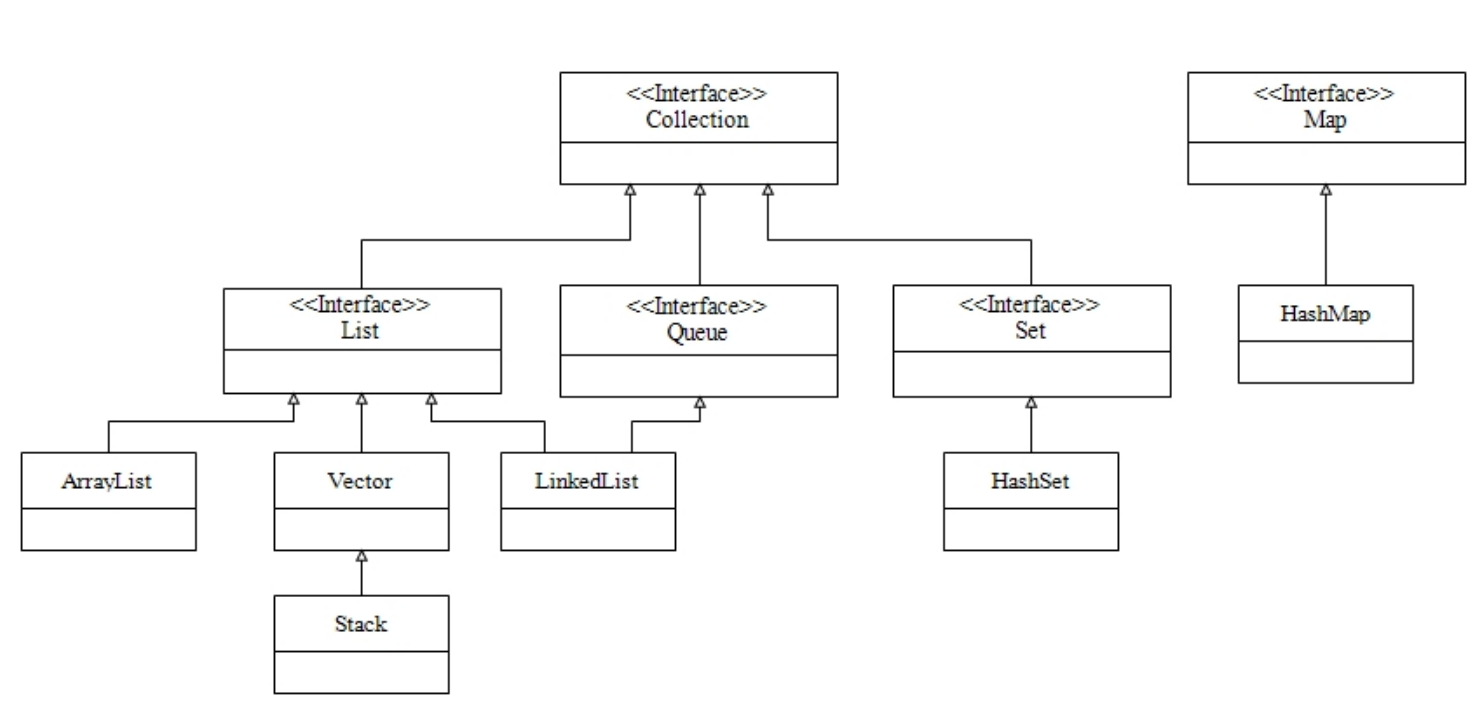 <<Interface>>
Collection
<<Interface>>
Map
<<Interface>>
List
<<Interface>>
Queue
<<Interface>>
Set
HashMap
ArrayList
Vector
LinkedList
HashSet
Stack